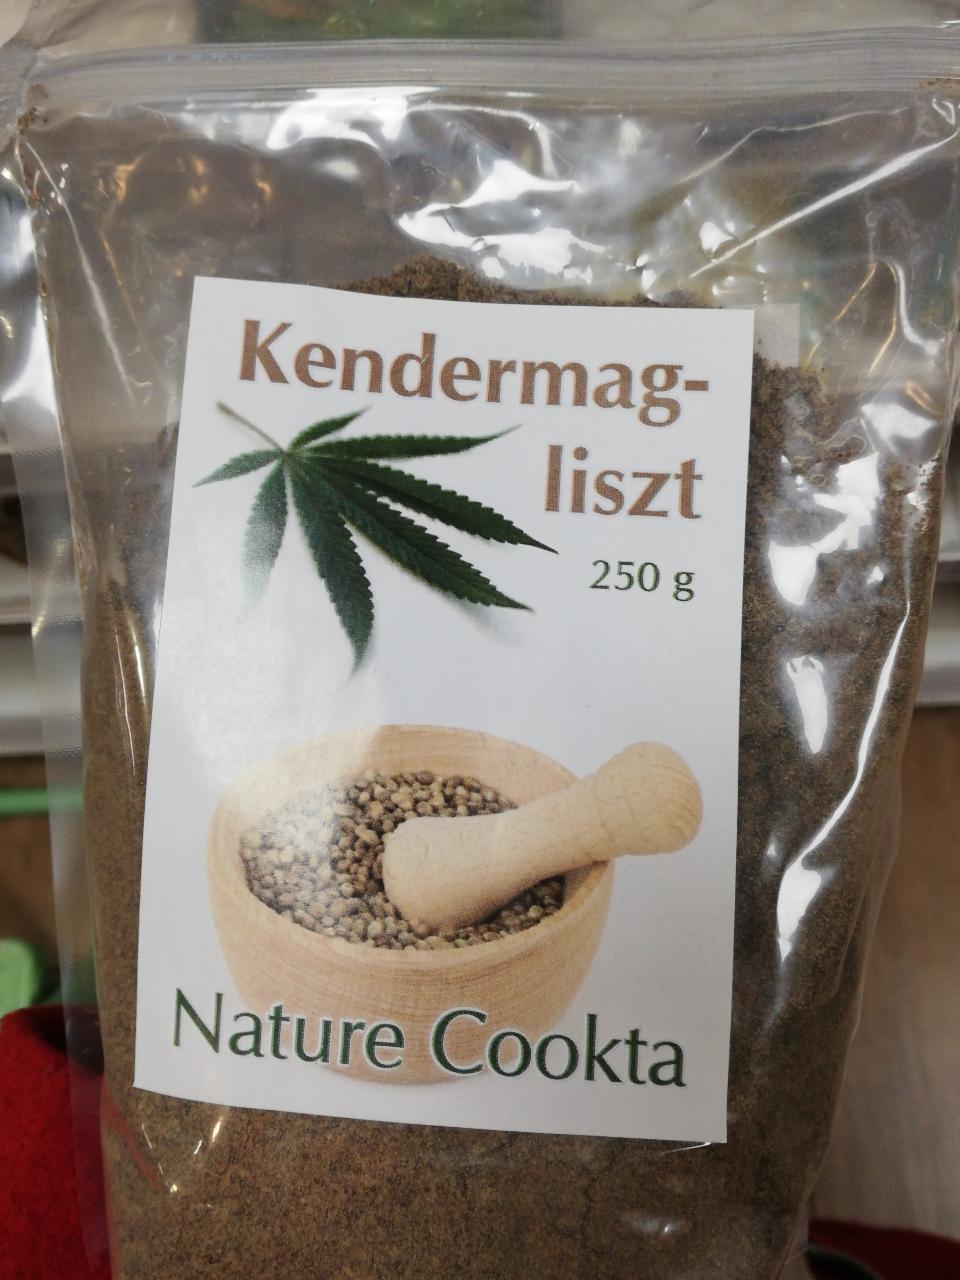 Kendermag-
liszt
250 g
Nature Cookta